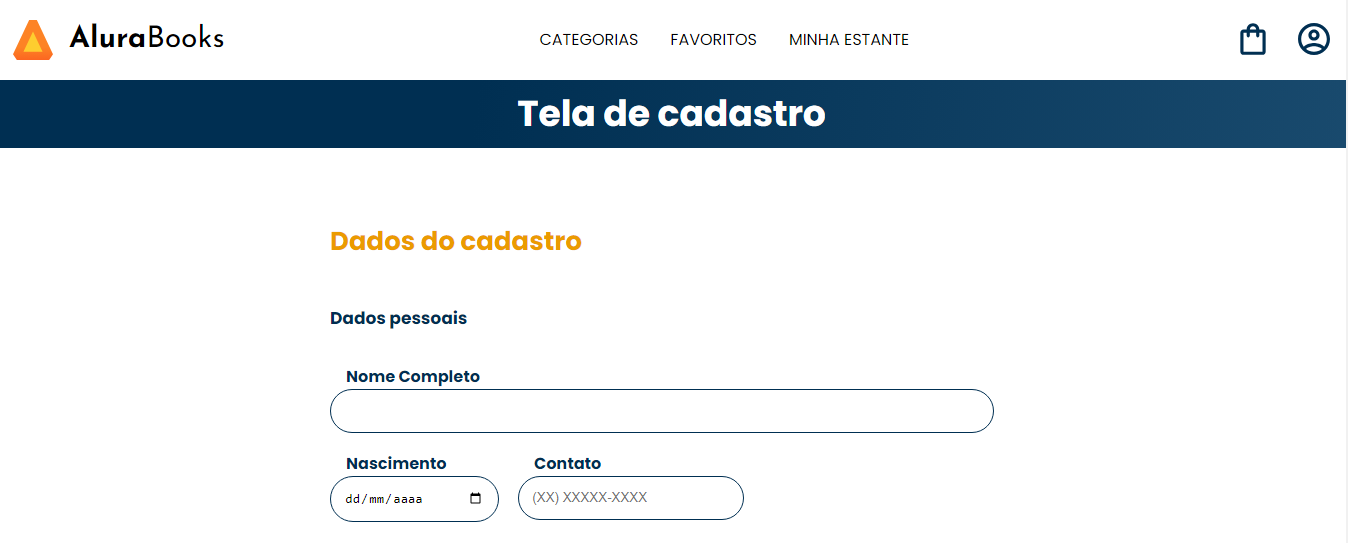 AluraBooks CATEGORIAS FAVORITOS MINHA ESTANTE
Tela de cadastro
Dados do cadastro
Dados pessoais
Nome Completo
Nascimento Contato
dd/mm/aaaa (XX) XXXXX-XXXX